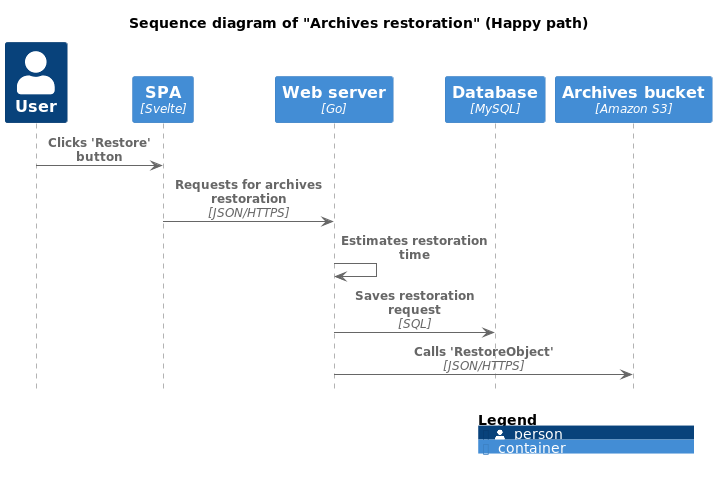 Sequence diagram of "Archives restoration" (Happy path)
User
SPA
[Svelte]
Web server
[Go]
Database
[MySQL]
Archives bucket
[Amazon S3]
Clicks 'Restore'
button
Requests for archives
restoration
[JSON/HTTPS]
Estimates restoration
time
Saves restoration
request
[SQL]
Calls 'RestoreObject'
[JSON/HTTPS]
Legend
person
container